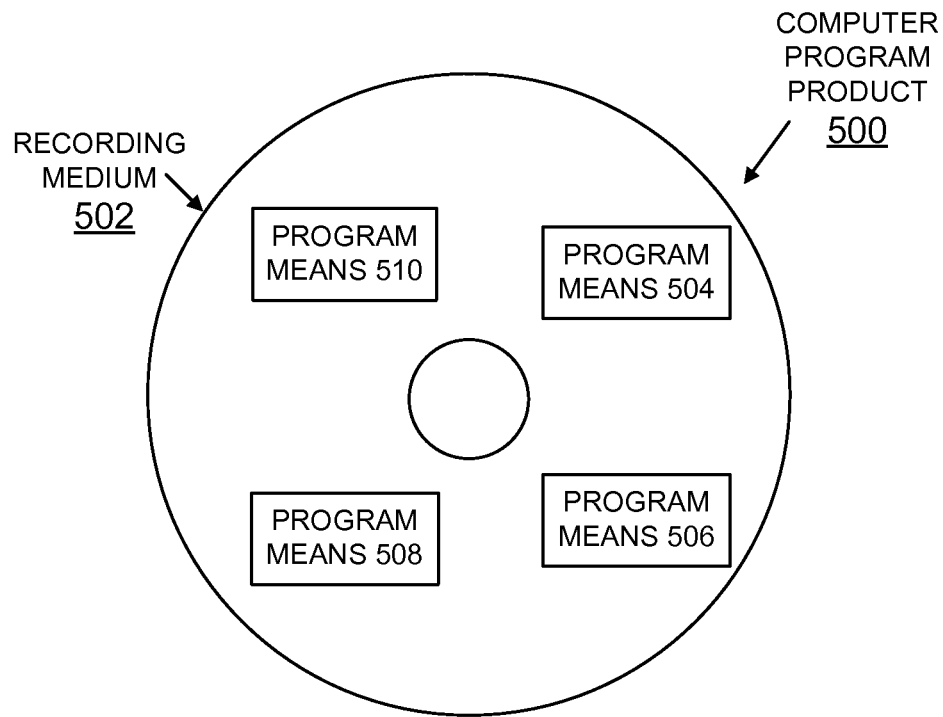 COMPUTER
PROGRAM
PRODUCT
500
RECORDING
MEDIUM
502
PROGRAM
MEANS 510
PROGRAM
MEANS 504
PROGRAM
MEANS 508
PROGRAM
MEANS 506